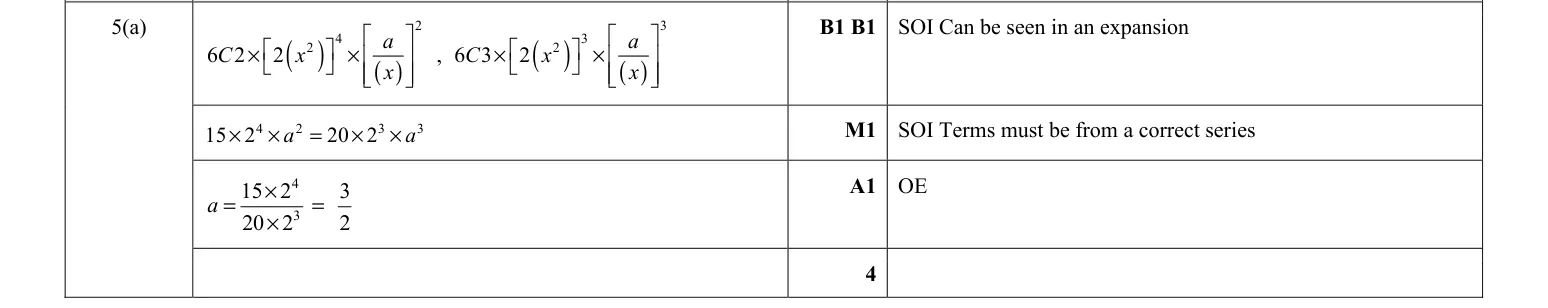 5(a)
6C2×[2(x²)]⁴×[a/(x)]² , 6C3×[2(x²)]³×[a/(x)]³
B1 B1
SOI Can be seen in an expansion
15×2⁴×a² = 20×2³×a³
M1
SOI Terms must be from a correct series
a = (15×2⁴)/(20×2³) = 3/2
A1
OE
4